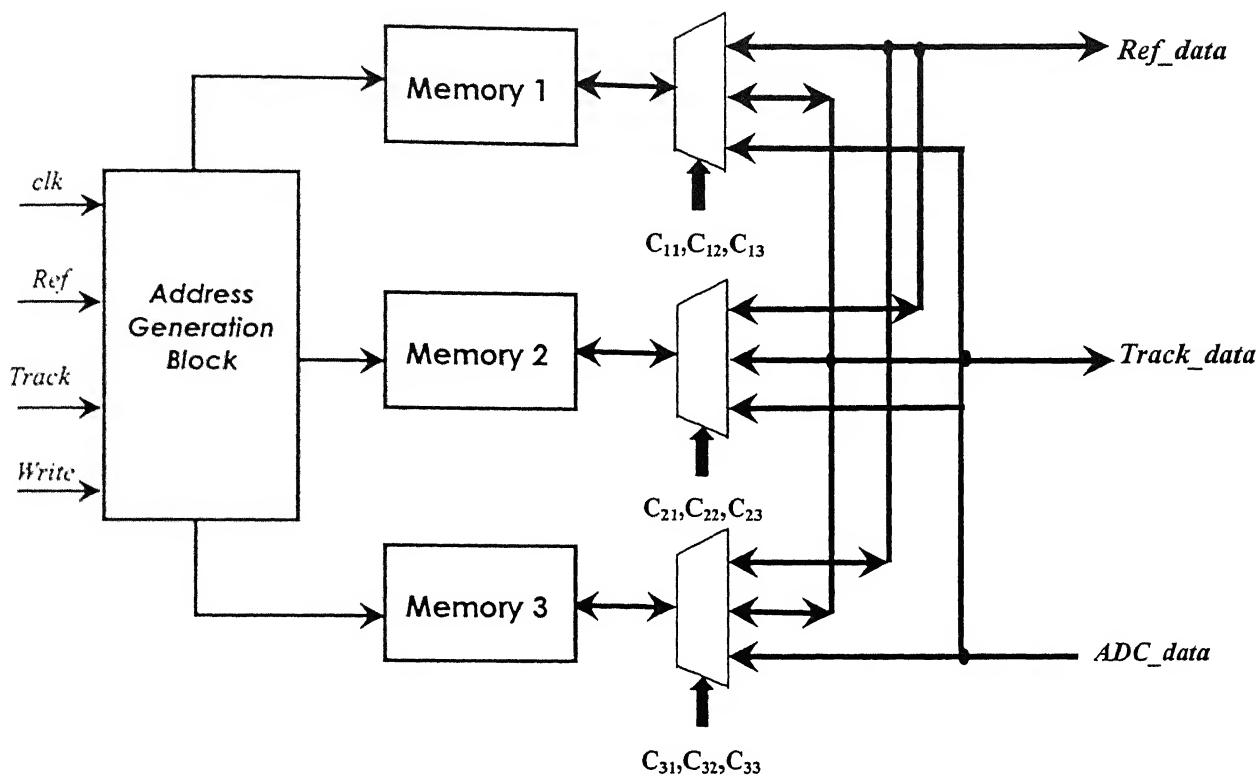 Memory 1
Ref_data
C11,C12,C13
clk
Ref
Track
Write
Address
Generation
Block
Memory 2
Track_data
C21,C22,C23
Memory 3
ADC_data
C31,C32,C33